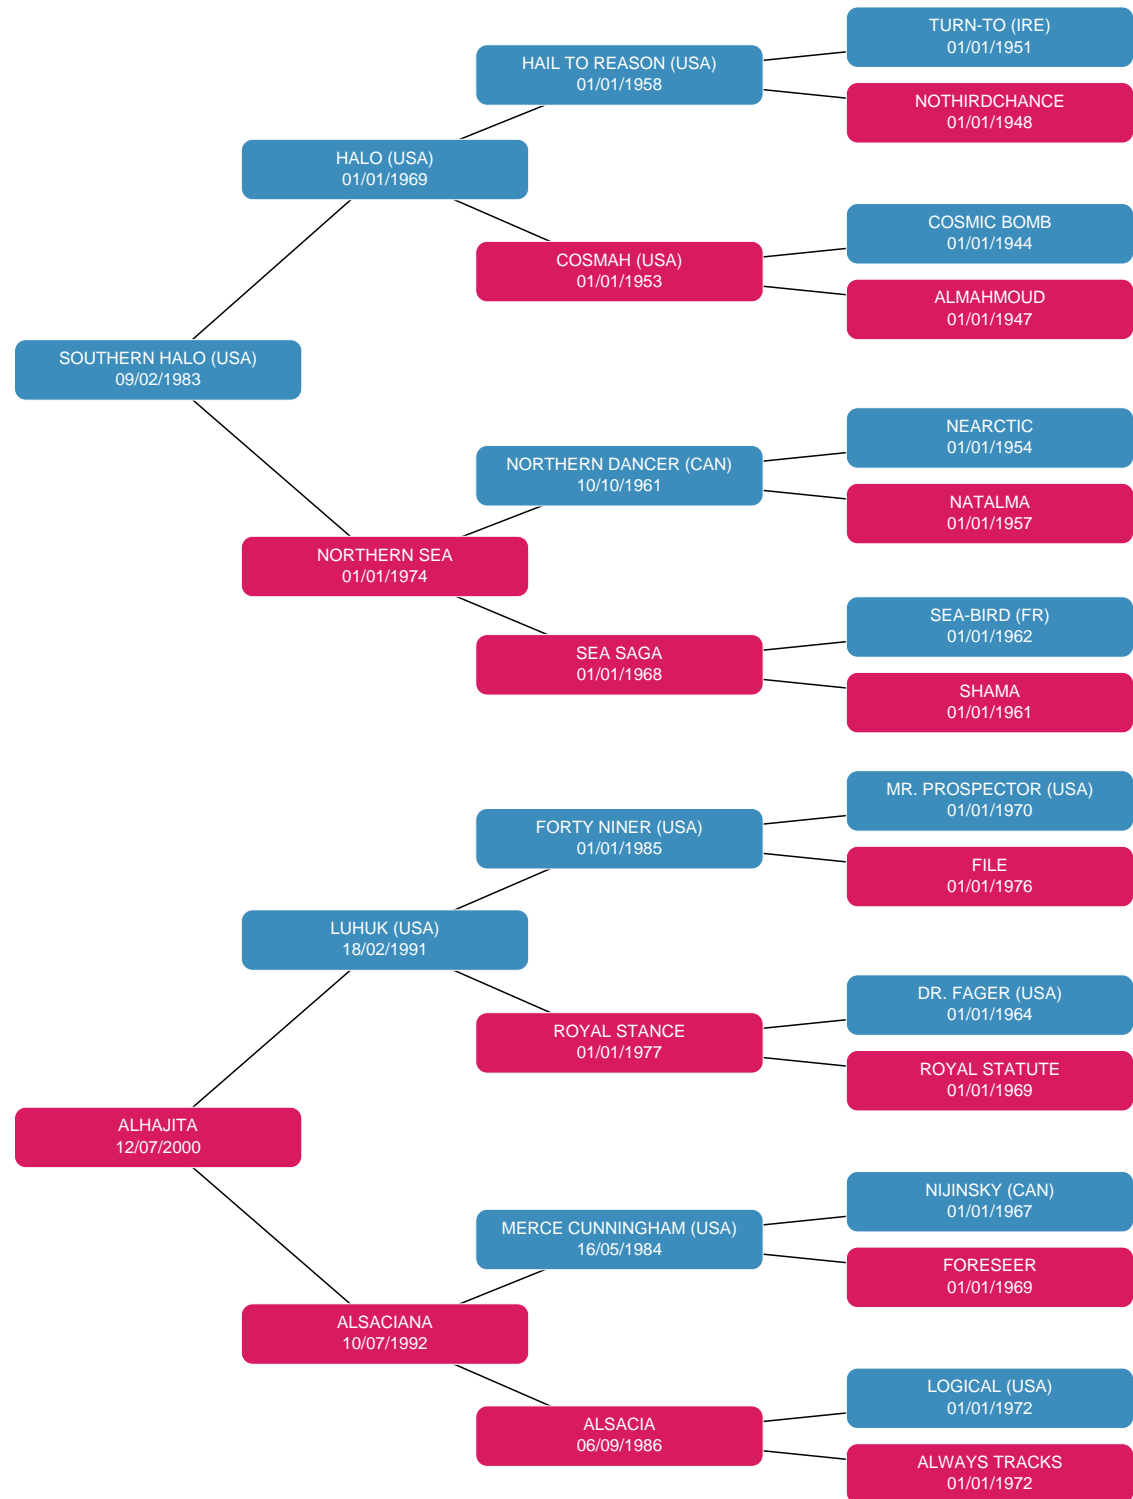 TURN-TO (IRE)
01/01/1951
HAIL TO REASON (USA)
01/01/1958
NOTHIRDCHANCE
01/01/1948
HALO (USA)
01/01/1969
COSMIC BOMB
01/01/1944
COSMAH (USA)
01/01/1953
ALMAHMOUD
01/01/1947
SOUTHERN HALO (USA)
09/02/1983
NEARCTIC
01/01/1954
NORTHERN DANCER (CAN)
10/10/1961
NATALMA
01/01/1957
NORTHERN SEA
01/01/1974
SEA-BIRD (FR)
01/01/1962
SEA SAGA
01/01/1968
SHAMA
01/01/1961
MR. PROSPECTOR (USA)
01/01/1970
FORTY NINER (USA)
01/01/1985
FILE
01/01/1976
LUHUK (USA)
18/02/1991
DR. FAGER (USA)
01/01/1964
ROYAL STANCE
01/01/1977
ROYAL STATUTE
01/01/1969
ALHAJITA
12/07/2000
NIJINSKY (CAN)
01/01/1967
MERCE CUNNINGHAM (USA)
16/05/1984
FORESEER
01/01/1969
ALSACIANA
10/07/1992
LOGICAL (USA)
01/01/1972
ALSACIA
06/09/1986
ALWAYS TRACKS
01/01/1972